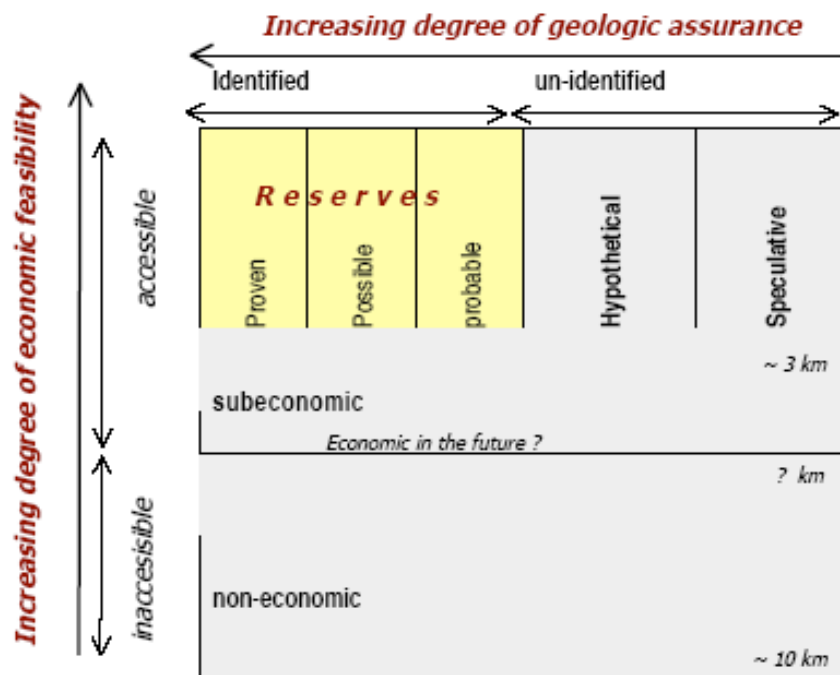 Increasing degree of geologic assurance
Identified
un-identified
Increasing degree of economic feasibility
accessible
Reserves
Proven
Possible
probable
Hypothetical
Speculative
~ 3 km
subeconomic
Economic in the future ?
? km
inaccesisible
non-economic
~ 10 km